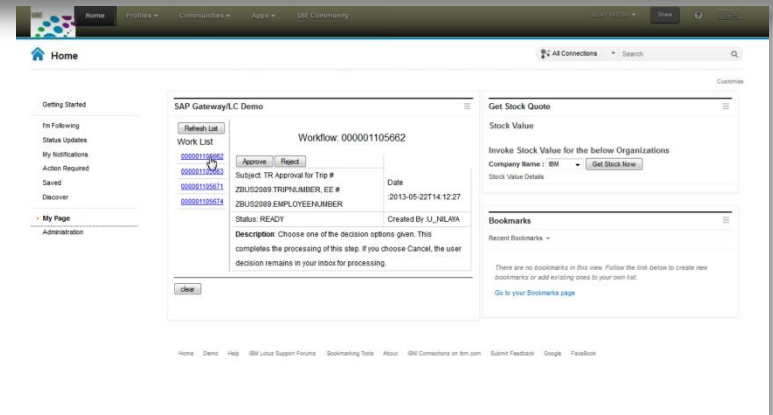 Home Profiles Communities Apps SBE Community Share ?
Home
All Connections Search
Customize
Getting Started
I'm Following
Status Updates
My Notifications
Action Required
Saved
Discover
My Page
Administration
SAP Gateway/LC Demo
Refresh List
Work List
000001105662
000001105663
000001105671
000001105674
Workflow: 000001105662
Approve Reject
Subject: TR Approval for Trip #
ZBUS2089.TRIPNUMBER, EE #
ZBUS2089.EMPLOYEENUMBER
Date
:2013-05-22T14:12:27
Status: READY Created By :U_NILAYA
Description: Choose one of the decision options given. This
completes the processing of this step. If you choose Cancel, the user
decision remains in your inbox for processing.
clear
Get Stock Quote
Stock Value
Invoke Stock Value for the below Organizations
Company Name : IBM Get Stock Now
Stock Value Details
Bookmarks
Recent Bookmarks
There are no bookmarks in this view. Follow the link below to create new
bookmarks or add existing ones to your own list.
Go to your Bookmarks page
Home Demo Help IBM Lotus Support Forums Bookmarking Tools About IBM Connections on ibm.com Submit Feedback Google FaceBook